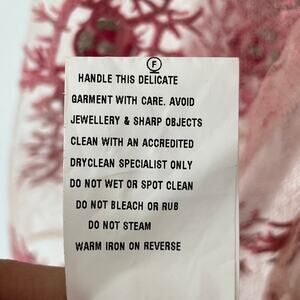 F
HANDLE THIS DELICATE
GARMENT WITH CARE. AVOID
JEWELLERY & SHARP OBJECTS
CLEAN WITH AN ACCREDITED
DRYCLEAN SPECIALIST ONLY
DO NOT WET OR SPOT CLEAN
DO NOT BLEACH OR RUB
DO NOT STEAM
WARM IRON ON REVERSE